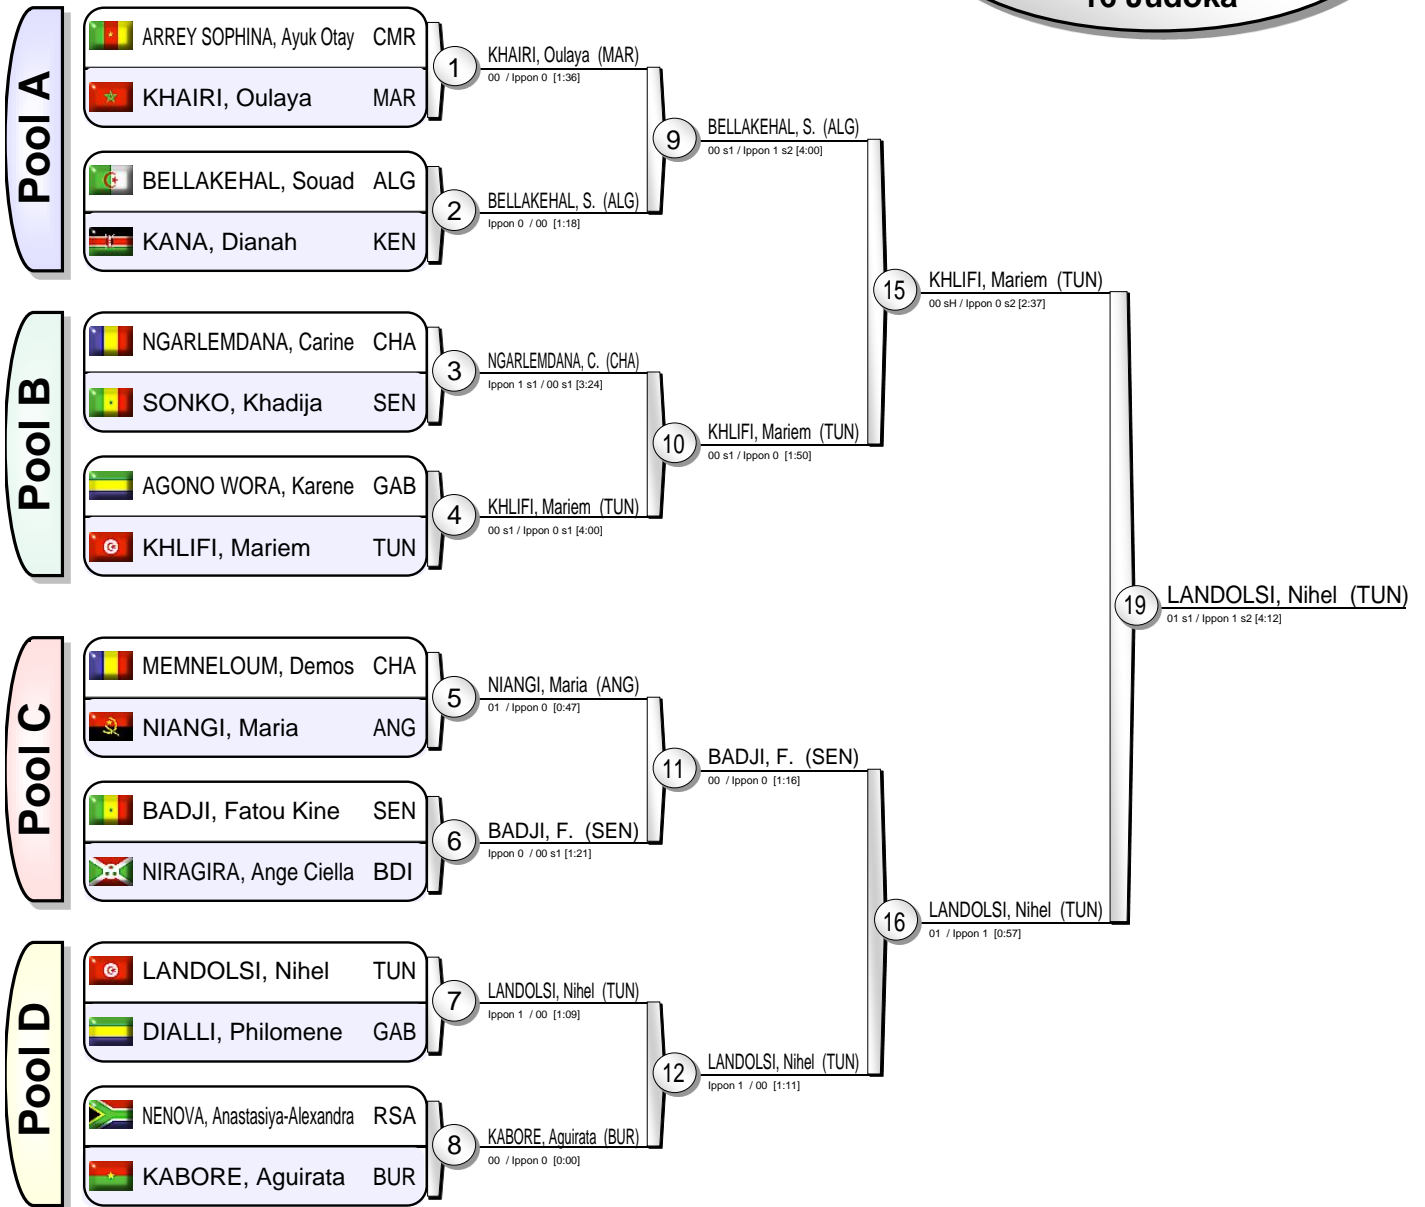 16 Judoka
Pool A
ARREY SOPHINA, Ayuk Otay CMR
KHAIRI, Oulaya MAR
1
KHAIRI, Oulaya (MAR)
00 / Ippon 0 [1:36]
BELLAKEHAL, Souad ALG
KANA, Dianah KEN
2
BELLAKEHAL, S. (ALG)
Ippon 0 / 00 [1:18]
9
BELLAKEHAL, S. (ALG)
00 s1 / Ippon 1 s2 [4:00]
Pool B
NGARLEMDANA, Carine CHA
SONKO, Khadija SEN
3
NGARLEMDANA, C. (CHA)
Ippon 1 s1 / 00 s1 [3:24]
AGONO WORA, Karene GAB
KHLIFI, Mariem TUN
4
KHLIFI, Mariem (TUN)
00 s1 / Ippon 0 s1 [4:00]
10
KHLIFI, Mariem (TUN)
00 s1 / Ippon 0 [1:50]
15
KHLIFI, Mariem (TUN)
00 sH / Ippon 0 s2 [2:37]
Pool C
MEMNELOUM, Demos CHA
NIANGI, Maria ANG
5
NIANGI, Maria (ANG)
01 / Ippon 0 [0:47]
BADJI, Fatou Kine SEN
NIRAGIRA, Ange Ciella BDI
6
BADJI, F. (SEN)
Ippon 0 / 00 s1 [1:21]
11
BADJI, F. (SEN)
00 / Ippon 0 [1:16]
Pool D
LANDOLSI, Nihel TUN
DIALLI, Philomene GAB
7
LANDOLSI, Nihel (TUN)
Ippon 1 / 00 [1:09]
NENOVA, Anastasiya-Alexandra RSA
KABORE, Aguirata BUR
8
KABORE, Aguirata (BUR)
00 / Ippon 0 [0:00]
12
LANDOLSI, Nihel (TUN)
Ippon 1 / 00 [1:11]
16
LANDOLSI, Nihel (TUN)
01 / Ippon 1 [0:57]
19
LANDOLSI, Nihel (TUN)
01 s1 / Ippon 1 s2 [4:12]